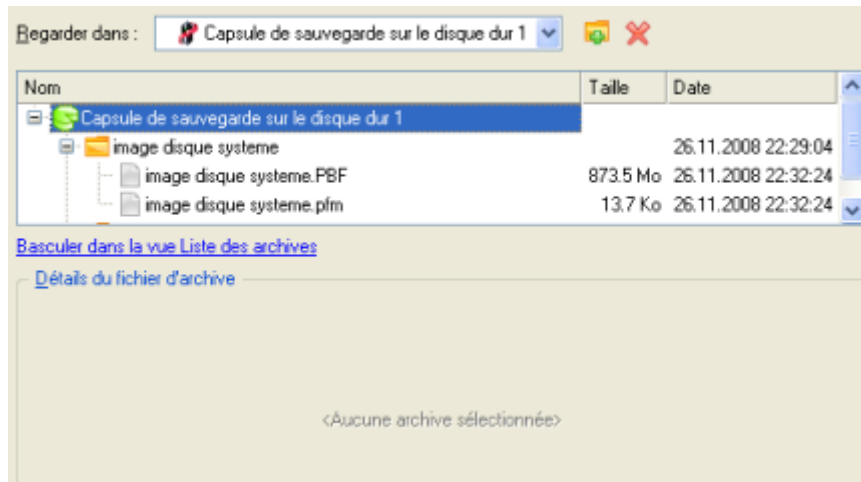 Regarder dans : Capsule de sauvegarde sur le disque dur 1
Nom Taille Date
Capsule de sauvegarde sur le disque dur 1
image disque systeme 26.11.2008 22:29:04
image disque systeme.PBF 873.5 Mo 26.11.2008 22:32:24
image disque systeme.pfm 13.7 Ko 26.11.2008 22:32:24
Basculer dans la vue Liste des archives
Détails du fichier d'archive
<Aucune archive sélectionnée>